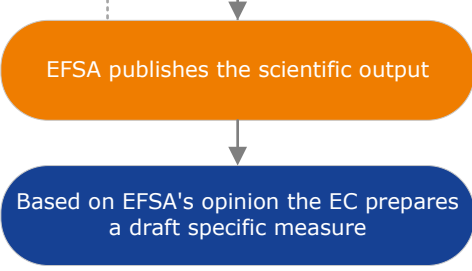 EFSA publishes the scientific output
Based on EFSA's opinion the EC prepares
a draft specific measure